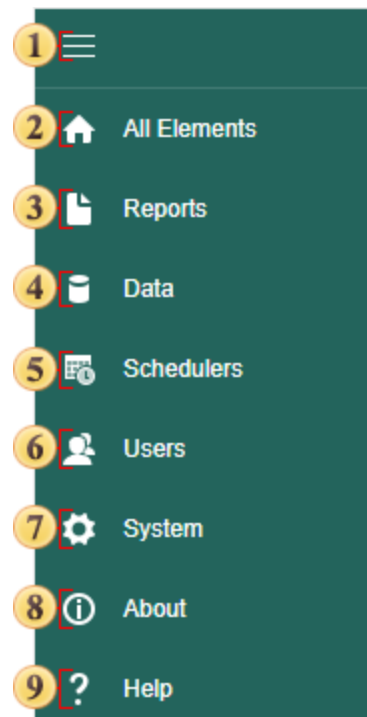 1
2 All Elements
3 Reports
4 Data
5 Schedulers
6 Users
7 System
8 About
9 ? Help